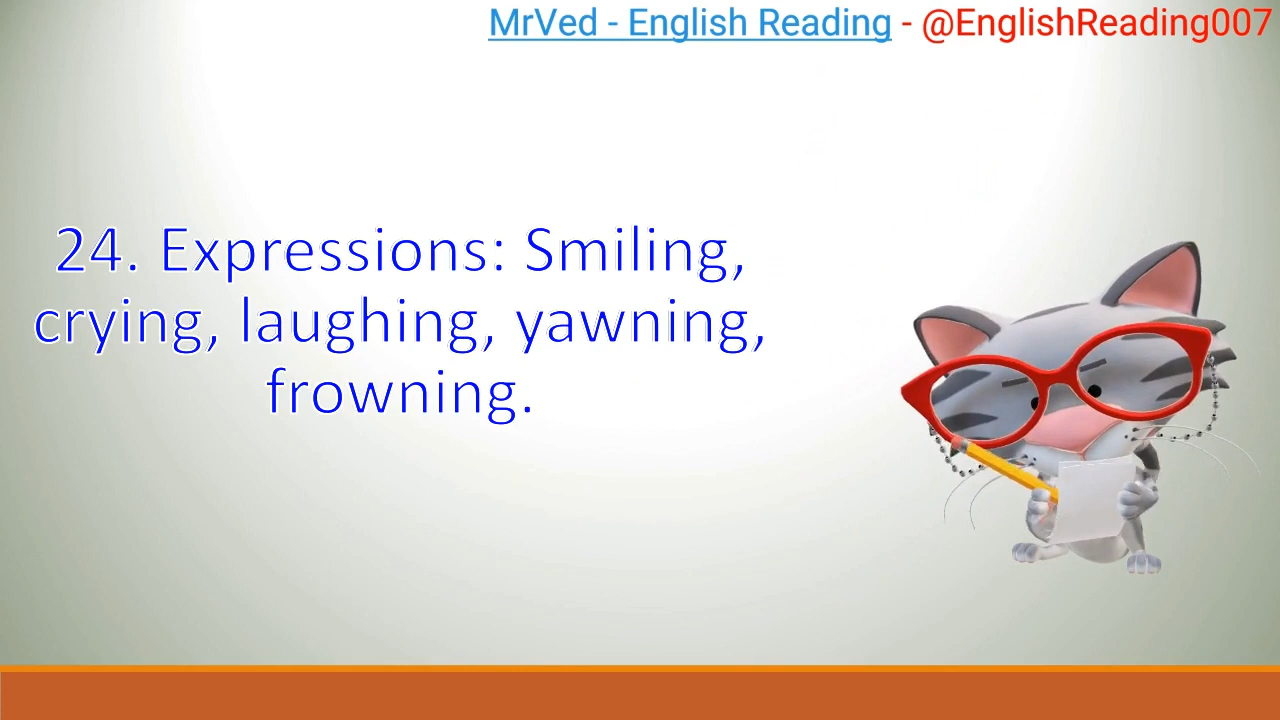 MrVed - English Reading - @EnglishReading007
24. Expressions: Smiling,
crying, laughing, yawning,
frowning.